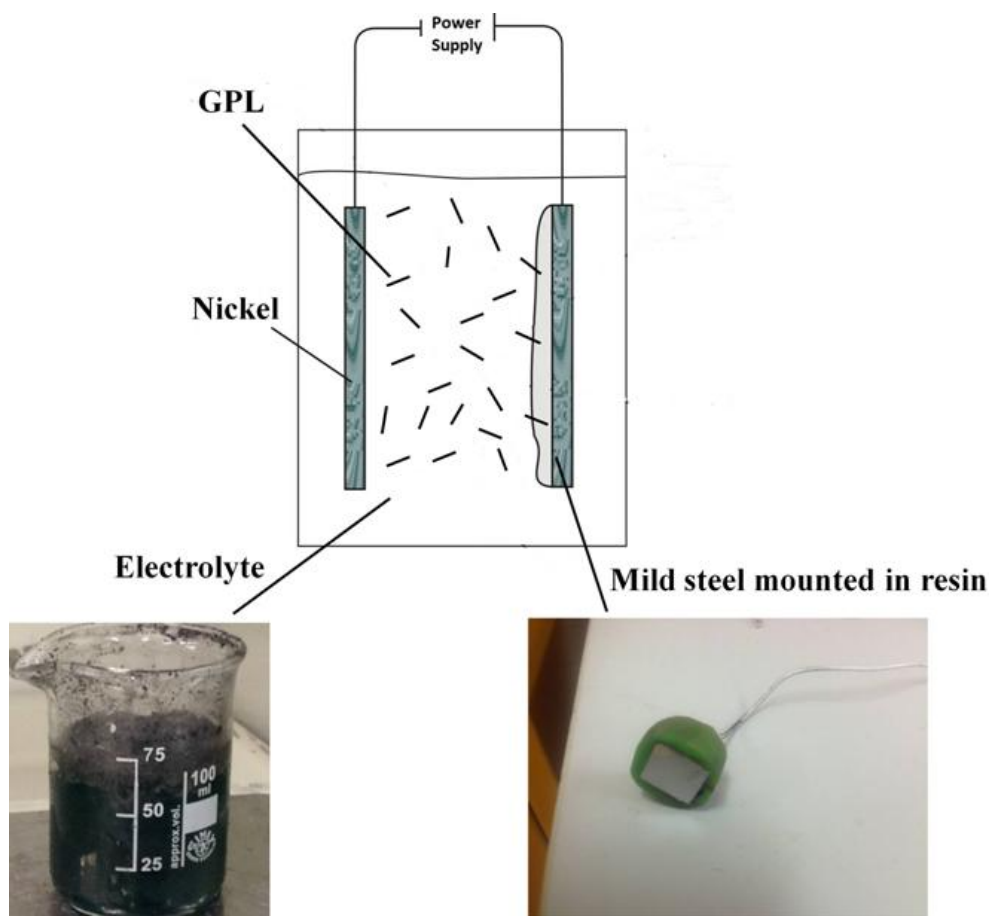 Power
Supply
GPL
Nickel
Electrolyte
Mild steel mounted in resin
75
100
ml
50
approx.vol.
25